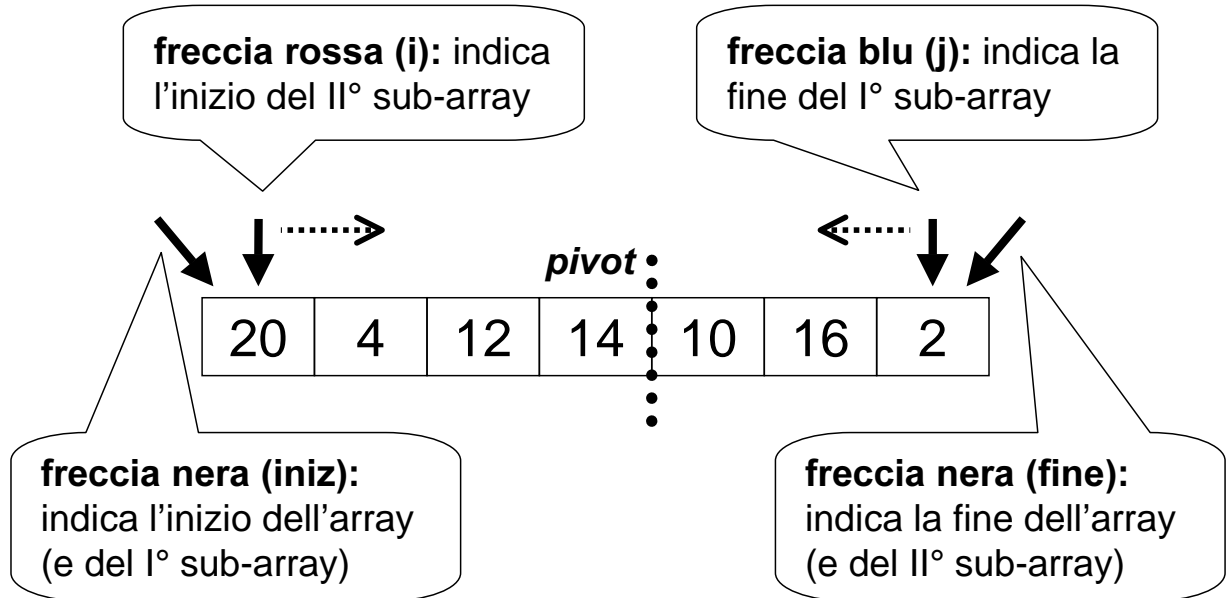 freccia rossa (i): indica
l'inizio del II° sub-array
freccia blu (j): indica la
fine del I° sub-array
pivot
20 4 12 14 10 16 2
freccia nera (iniz):
indica l'inizio dell'array
(e del I° sub-array)
freccia nera (fine):
indica la fine dell'array
(e del II° sub-array)